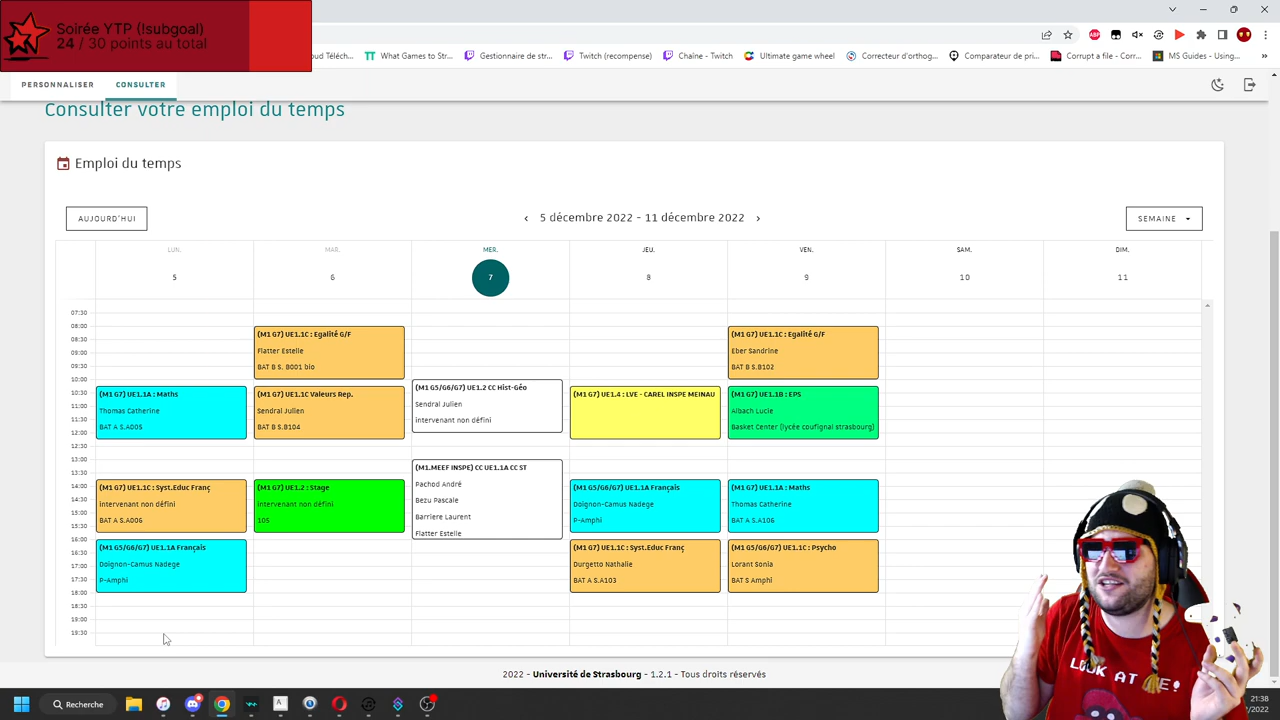 Soirée YTP (!subgoal)
24 / 30 points au total
oud Téléch...
What Games to Str...
Gestionnaire de str...
Twitch (recompense)
Chaîne - Twitch
Ultimate game wheel
Correcteur d'orthog...
Comparateur de pri...
Corrupt a file - Corr...
MS Guides - Using...
PERSONNALISER
CONSULTER
Consulter votre emploi du temps
Emploi du temps
AUJOURD'HUI
5 décembre 2022 - 11 décembre 2022
SEMAINE
LUN.
MAR.
MER.
JEU.
VEN.
SAM.
DIM.
5
6
7
8
9
10
11
07:30
08:00
08:30
09:00
09:30
10:00
10:30
11:00
11:30
12:00
12:30
13:00
13:30
14:00
14:30
15:00
15:30
16:00
16:30
17:00
17:30
18:00
18:30
19:00
19:30
(M1 G7) UE1.1A : Maths
Thomas Catherine
BAT A S.A005
(M1 G7) UE1.1C : Syst.Educ Franç
intervenant non défini
BAT A S.A006
(M1 G5/G6/G7) UE1.1A Français
Doignon-Camus Nadege
P-Amphi
(M1 G7) UE1.1C : Egalité G/F
Flatter Estelle
BAT B S. B001 bio
(M1 G7) UE1.1C Valeurs Rep.
Sendral Julien
BAT B S.B104
(M1 G7) UE1.2 : Stage
intervenant non défini
105
(M1 G5/G6/G7) UE1.2 CC Hist-Géo
Sendral Julien
intervenant non défini
(M1.MEEF INSPE) CC UE1.1A CC ST
Pachod André
Bezu Pascale
Barriere Laurent
Flatter Estelle
(M1 G7) UE1.4 : LVE - CAREL INSPE MEINAU
(M1 G5/G6/G7) UE1.1A Français
Doignon-Camus Nadege
P-Amphi
(M1 G7) UE1.1C : Syst.Educ Franç
Durgetto Nathalie
BAT A S.A103
(M1 G7) UE1.1C : Egalité G/F
Eber Sandrine
BAT B S.B102
(M1 G7) UE1.1B : EPS
Albach Lucie
Basket Center (lycée couffignal strasbourg)
(M1 G7) UE1.1A : Maths
Thomas Catherine
BAT A S.A106
(M1 G5/G6/G7) UE1.1C : Psycho
Lorant Sonia
BAT S Amphi
2022 - Université de Strasbourg - 1.2.1 - Tous droits réservés
LOOK AT ME!
Recherche
21:38
/2022